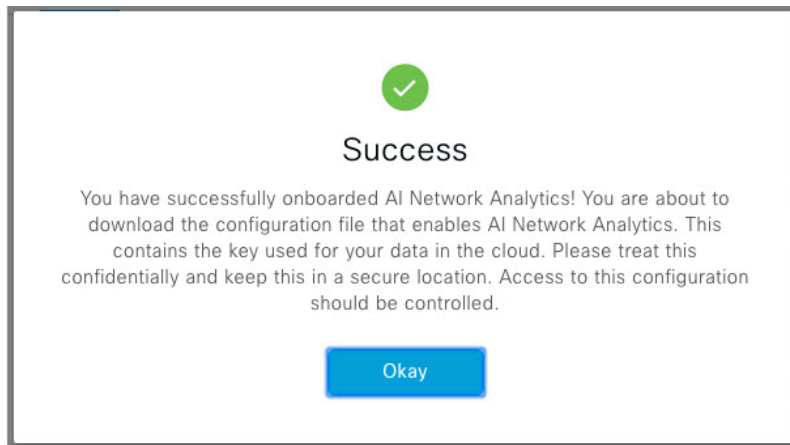 Success
You have successfully onboarded AI Network Analytics! You are about to
download the configuration file that enables AI Network Analytics. This
contains the key used for your data in the cloud. Please treat this
confidentially and keep this in a secure location. Access to this configuration
should be controlled.
Okay